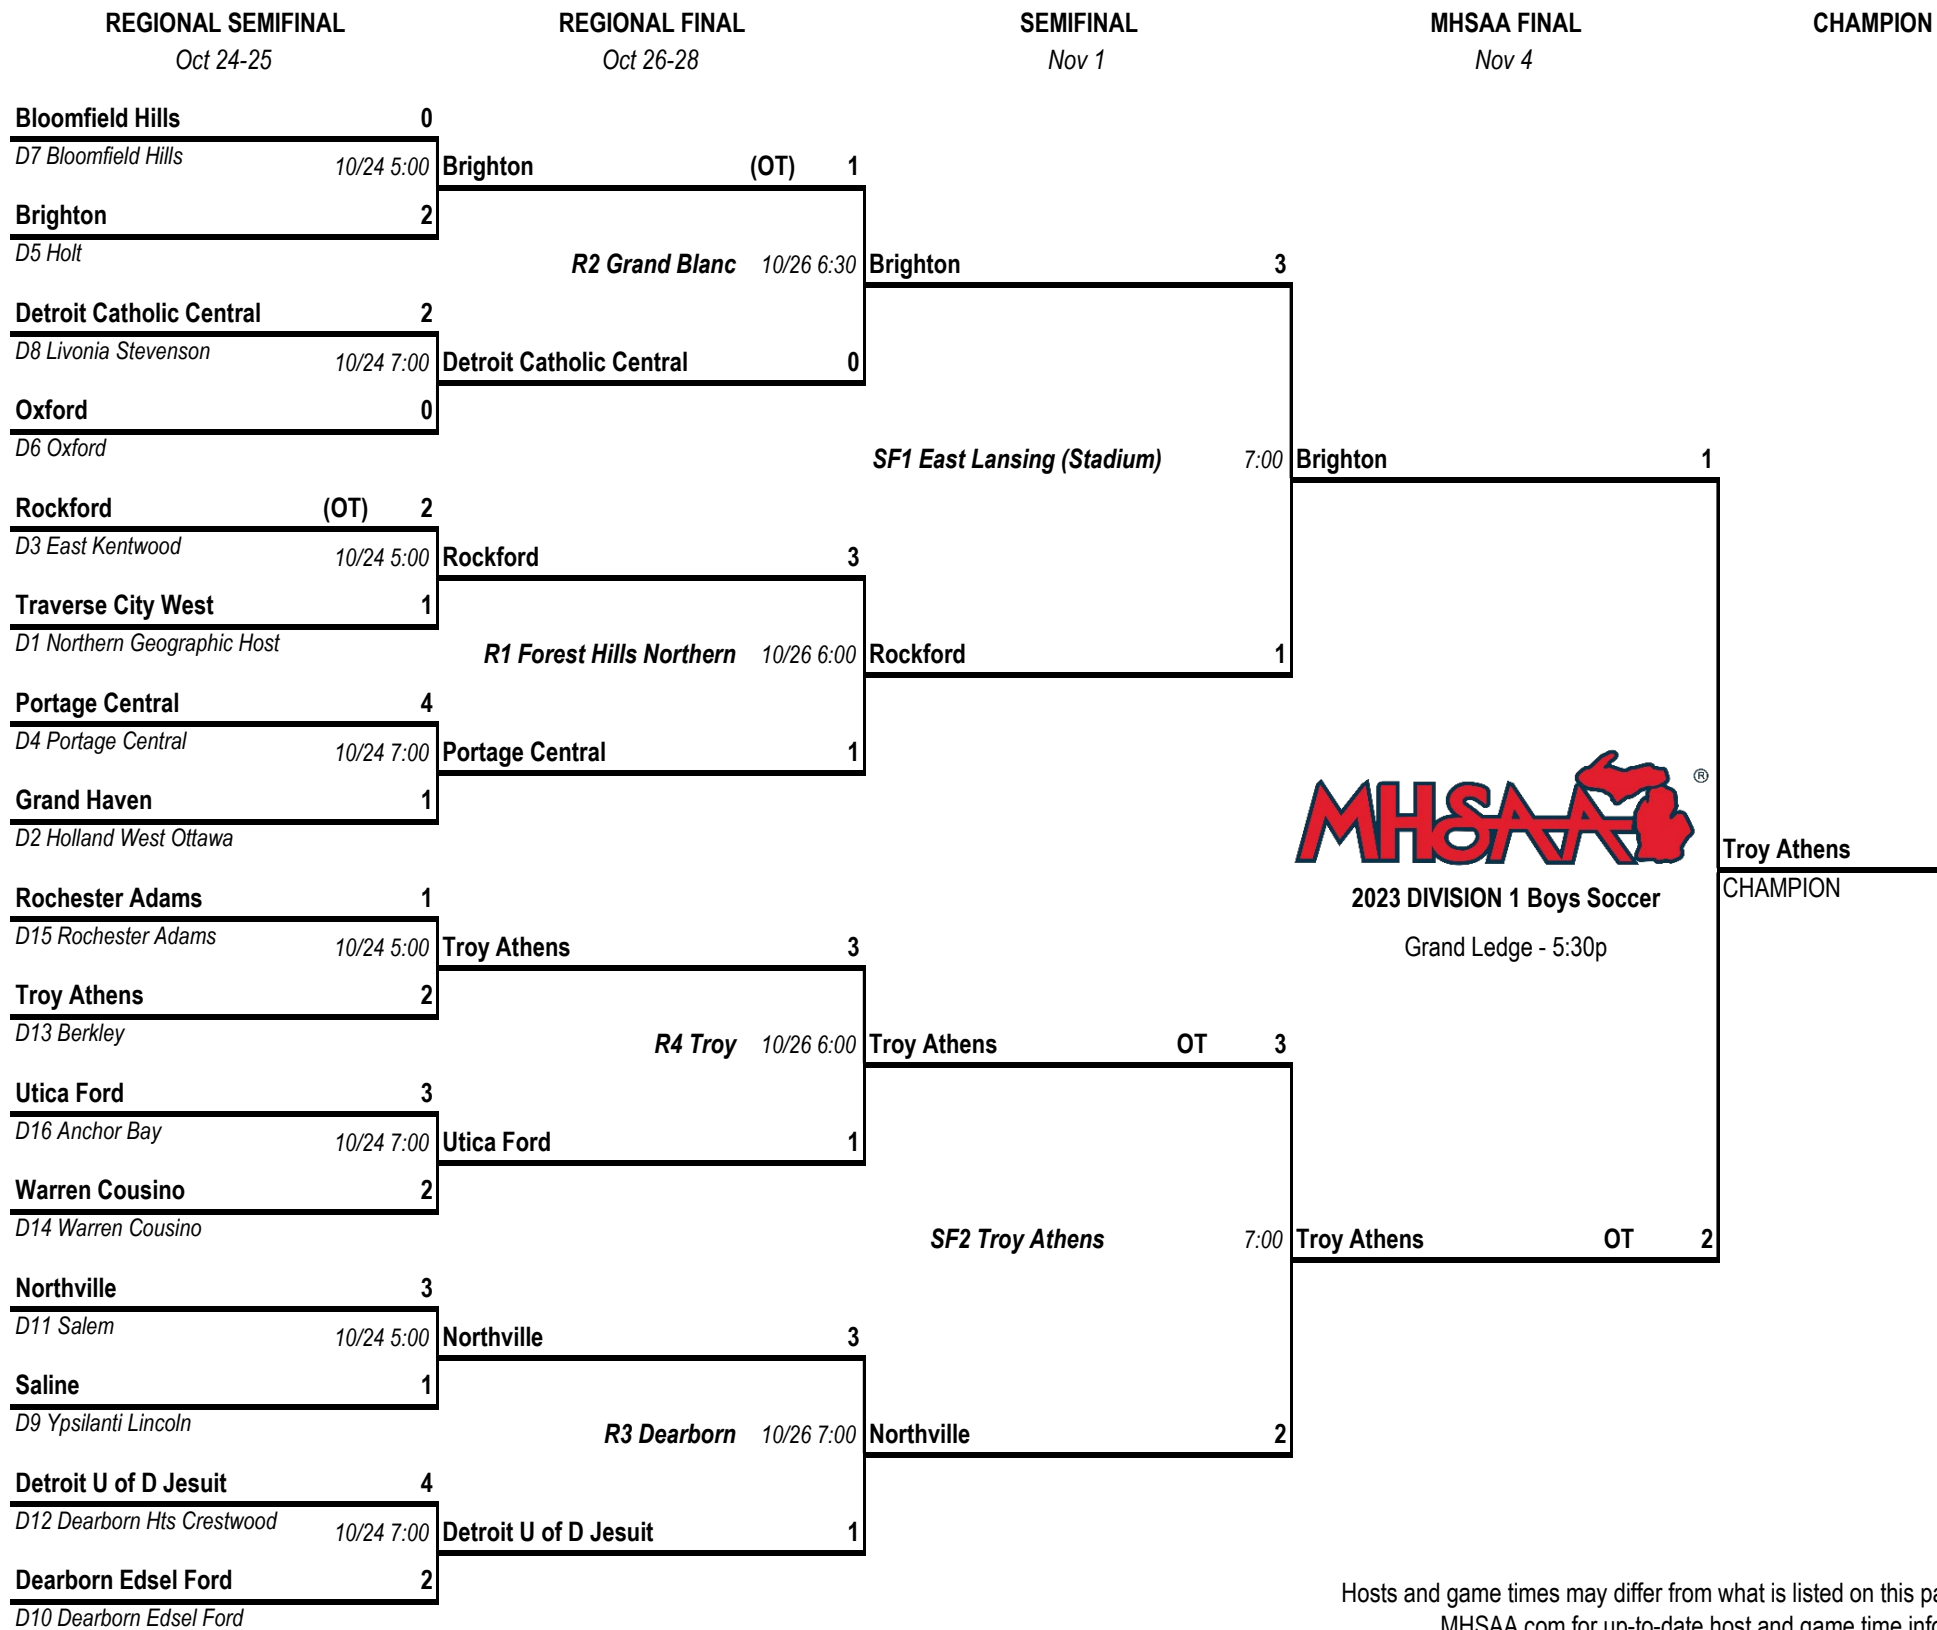 REGIONAL SEMIFINAL REGIONAL FINAL SEMIFINAL MHSAA FINAL CHAMPION
Oct 24-25 Oct 26-28 Nov 1 Nov 4
Bloomfield Hills 0
D7 Bloomfield Hills
10/24 5:00 Brighton (OT) 1
Brighton 2
D5 Holt
R2 Grand Blanc 10/26 6:30 Brighton 3
Detroit Catholic Central 2
D8 Livonia Stevenson
10/24 7:00 Detroit Catholic Central 0
Oxford 0
D6 Oxford
SF1 East Lansing (Stadium) 7:00 Brighton 1
Rockford (OT) 2
D3 East Kentwood
10/24 5:00 Rockford 3
Traverse City West 1
D1 Northern Geographic Host
R1 Forest Hills Northern 10/26 6:00 Rockford 1
Portage Central 4
D4 Portage Central
10/24 7:00 Portage Central 1
Grand Haven 1
D2 Holland West Ottawa
MHSAA ®
Troy Athens
CHAMPION
2023 DIVISION 1 Boys Soccer
Grand Ledge - 5:30p
Rochester Adams 1
D15 Rochester Adams
10/24 5:00 Troy Athens 3
Troy Athens 2
D13 Berkley
R4 Troy 10/26 6:00 Troy Athens OT 3
Utica Ford 3
D16 Anchor Bay
10/24 7:00 Utica Ford 1
Warren Cousino 2
D14 Warren Cousino
SF2 Troy Athens 7:00 Troy Athens OT 2
Northville 3
D11 Salem
10/24 5:00 Northville 3
Saline 1
D9 Ypsilanti Lincoln
R3 Dearborn 10/26 7:00 Northville 2
Detroit U of D Jesuit 4
D12 Dearborn Hts Crestwood
10/24 7:00 Detroit U of D Jesuit 1
Dearborn Edsel Ford 2
D10 Dearborn Edsel Ford
Hosts and game times may differ from what is listed on this pa
MHSAA.com for up-to-date host and game time info